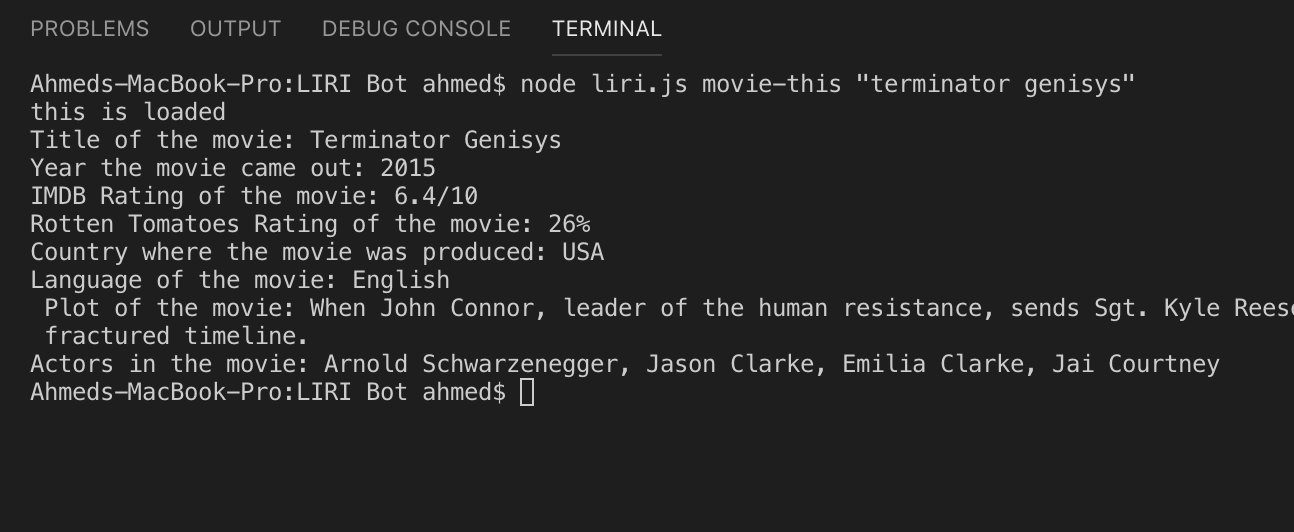 PROBLEMS OUTPUT DEBUG CONSOLE TERMINAL
Ahmeds-MacBook-Pro:LIRI Bot ahmed$ node liri.js movie-this "terminator genisys"
this is loaded
Title of the movie: Terminator Genisys
Year the movie came out: 2015
IMDB Rating of the movie: 6.4/10
Rotten Tomatoes Rating of the movie: 26%
Country where the movie was produced: USA
Language of the movie: English
Plot of the movie: When John Connor, leader of the human resistance, sends Sgt. Kyle Reese
fractured timeline.
Actors in the movie: Arnold Schwarzenegger, Jason Clarke, Emilia Clarke, Jai Courtney
Ahmeds-MacBook-Pro:LIRI Bot ahmed$